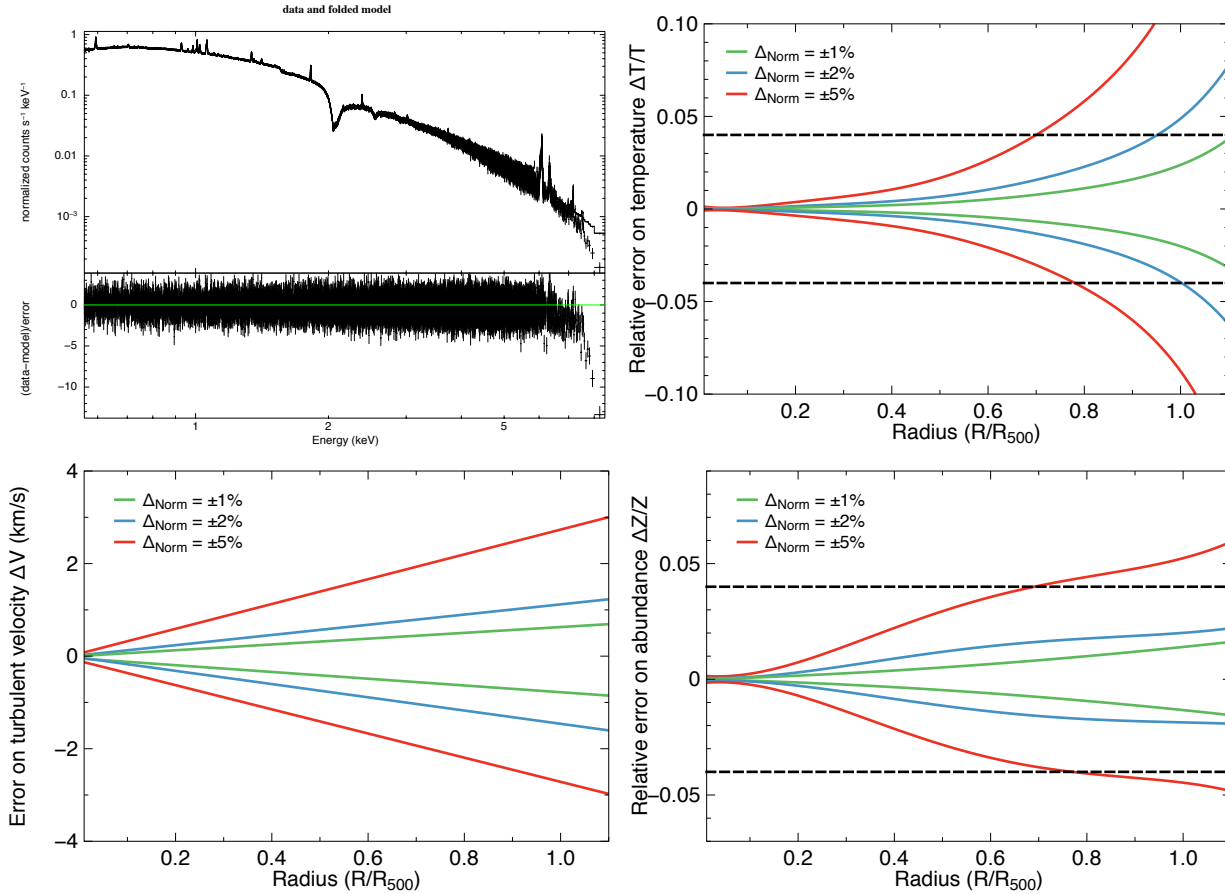 data and folded model
normalized counts s⁻¹ keV⁻¹
1
0.1
0.01
10⁻³
(data−model)/error
0
−5
−10
1
2
5
Energy (keV)
Relative error on temperature ΔT/T
0.10
0.05
0
−0.05
−0.10
Δ_Norm = ±1%
Δ_Norm = ±2%
Δ_Norm = ±5%
0.2 0.4 0.6 0.8 1.0
Radius (R/R₅₀₀)
Error on turbulent velocity ΔV (km/s)
4
2
0
−2
−4
Δ_Norm = ±1%
Δ_Norm = ±2%
Δ_Norm = ±5%
0.2 0.4 0.6 0.8 1.0
Radius (R/R₅₀₀)
Relative error on abundance ΔZ/Z
0.05
0
−0.05
Δ_Norm = ±1%
Δ_Norm = ±2%
Δ_Norm = ±5%
0.2 0.4 0.6 0.8 1.0
Radius (R/R₅₀₀)